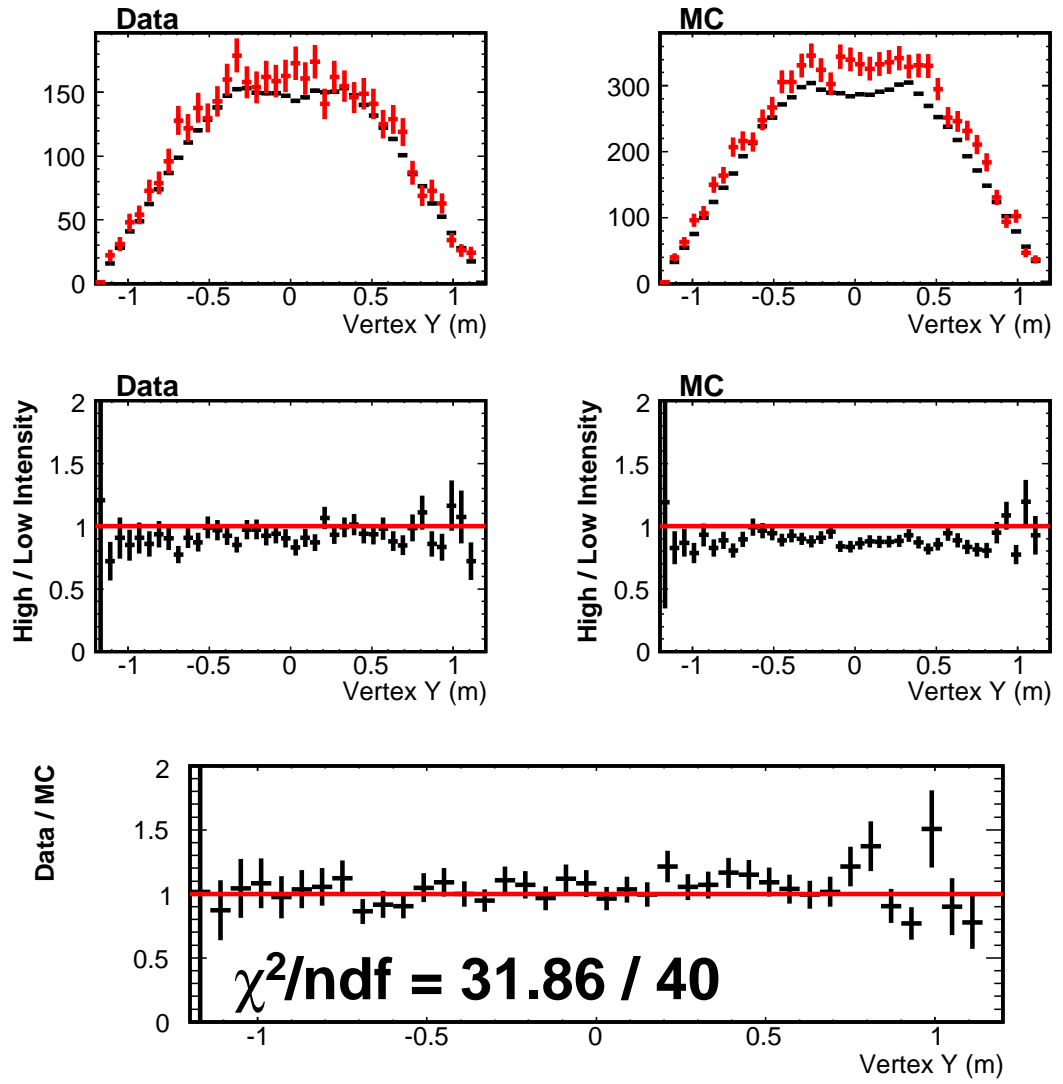 Data
MC
150
100
50
0
-1 -0.5 0 0.5 1
Vertex Y (m)
300
200
100
0
-1 -0.5 0 0.5 1
Vertex Y (m)
Data
MC
High / Low Intensity
2
1.5
1
0.5
0
-1 -0.5 0 0.5 1
Vertex Y (m)
High / Low Intensity
2
1.5
1
0.5
0
-1 -0.5 0 0.5 1
Vertex Y (m)
Data / MC
2
1.5
1
0.5
0
χ²/ndf = 31.86 / 40
-1 -0.5 0 0.5 1
Vertex Y (m)